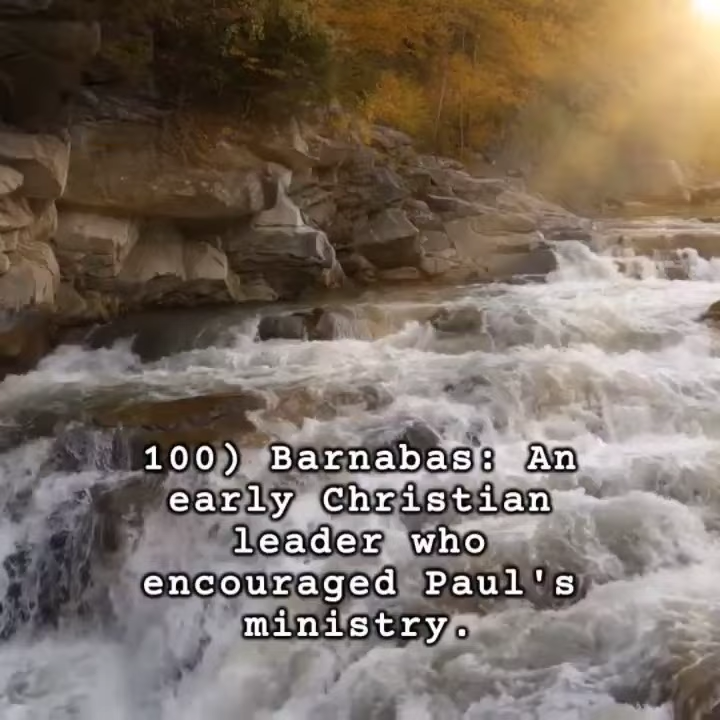 100) Barnabas: An
early Christian
leader who
encouraged Paul's
ministry.